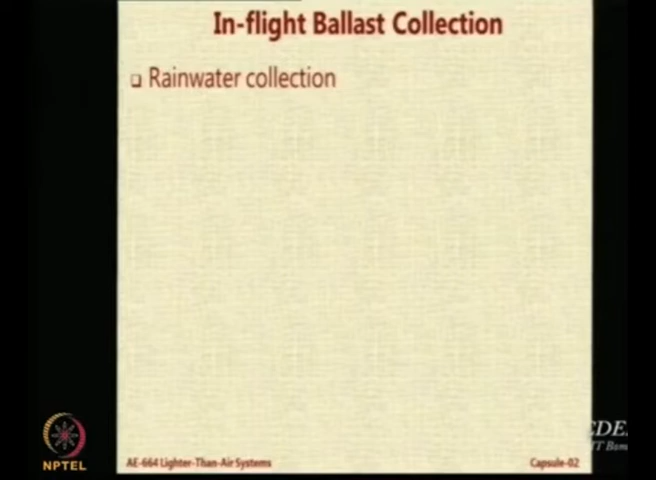 In-flight Ballast Collection
❑ Rainwater collection
NPTEL
AE-664 Lighter-Than-Air Systems
Capsule-02